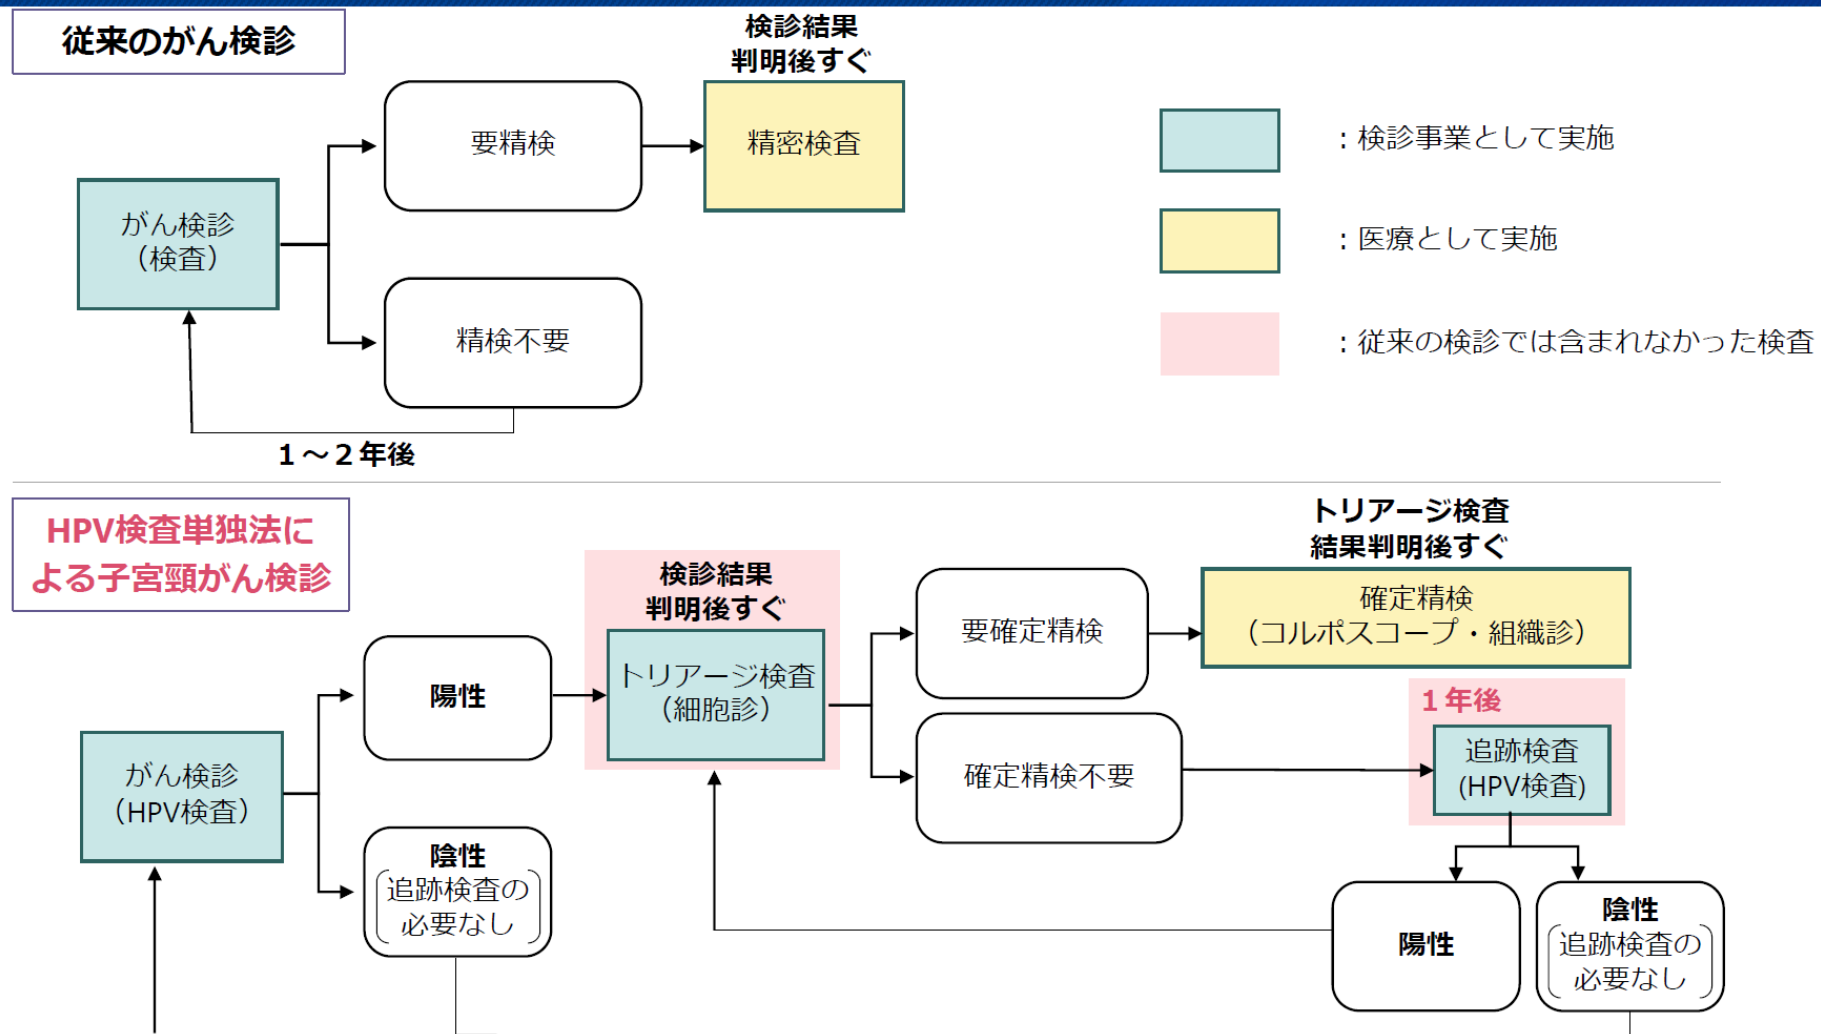 従来のがん検診
検診結果
判明後すぐ
要精検
精密検査
がん検診
（検査）
精検不要
１～２年後
：検診事業として実施
：医療として実施
：従来の検診では含まれなかった検査
HPV検査単独法に
よる子宮頸がん検診
検診結果
判明後すぐ
トリアージ検査
結果判明後すぐ
陽性
トリアージ検査
（細胞診）
要確定精検
確定精検
（コルポスコープ・組織診）
がん検診
（HPV検査）
確定精検不要
１年後
追跡検査
(HPV検査)
陰性
追跡検査の
必要なし
陽性
陰性
追跡検査の
必要なし